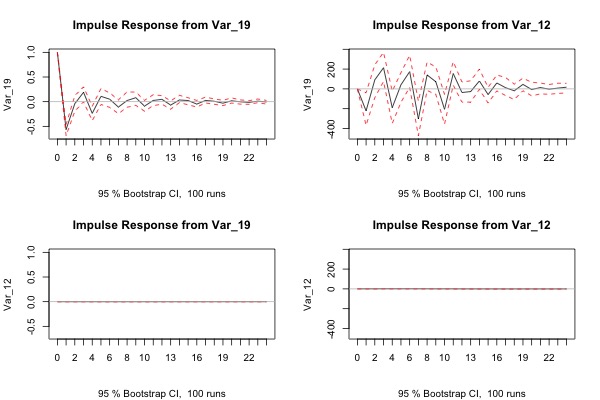 Impulse Response from Var_19
Var_19
1.0
0.5
0.0
-0.5
0 2 4 6 8 10 13 16 19 22
95 % Bootstrap CI, 100 runs
Impulse Response from Var_12
Var_19
200
0
-400
0 2 4 6 8 10 13 16 19 22
95 % Bootstrap CI, 100 runs
Impulse Response from Var_19
Var_12
1.0
0.5
0.0
-0.5
0 2 4 6 8 10 13 16 19 22
95 % Bootstrap CI, 100 runs
Impulse Response from Var_12
Var_12
200
0
-400
0 2 4 6 8 10 13 16 19 22
95 % Bootstrap CI, 100 runs